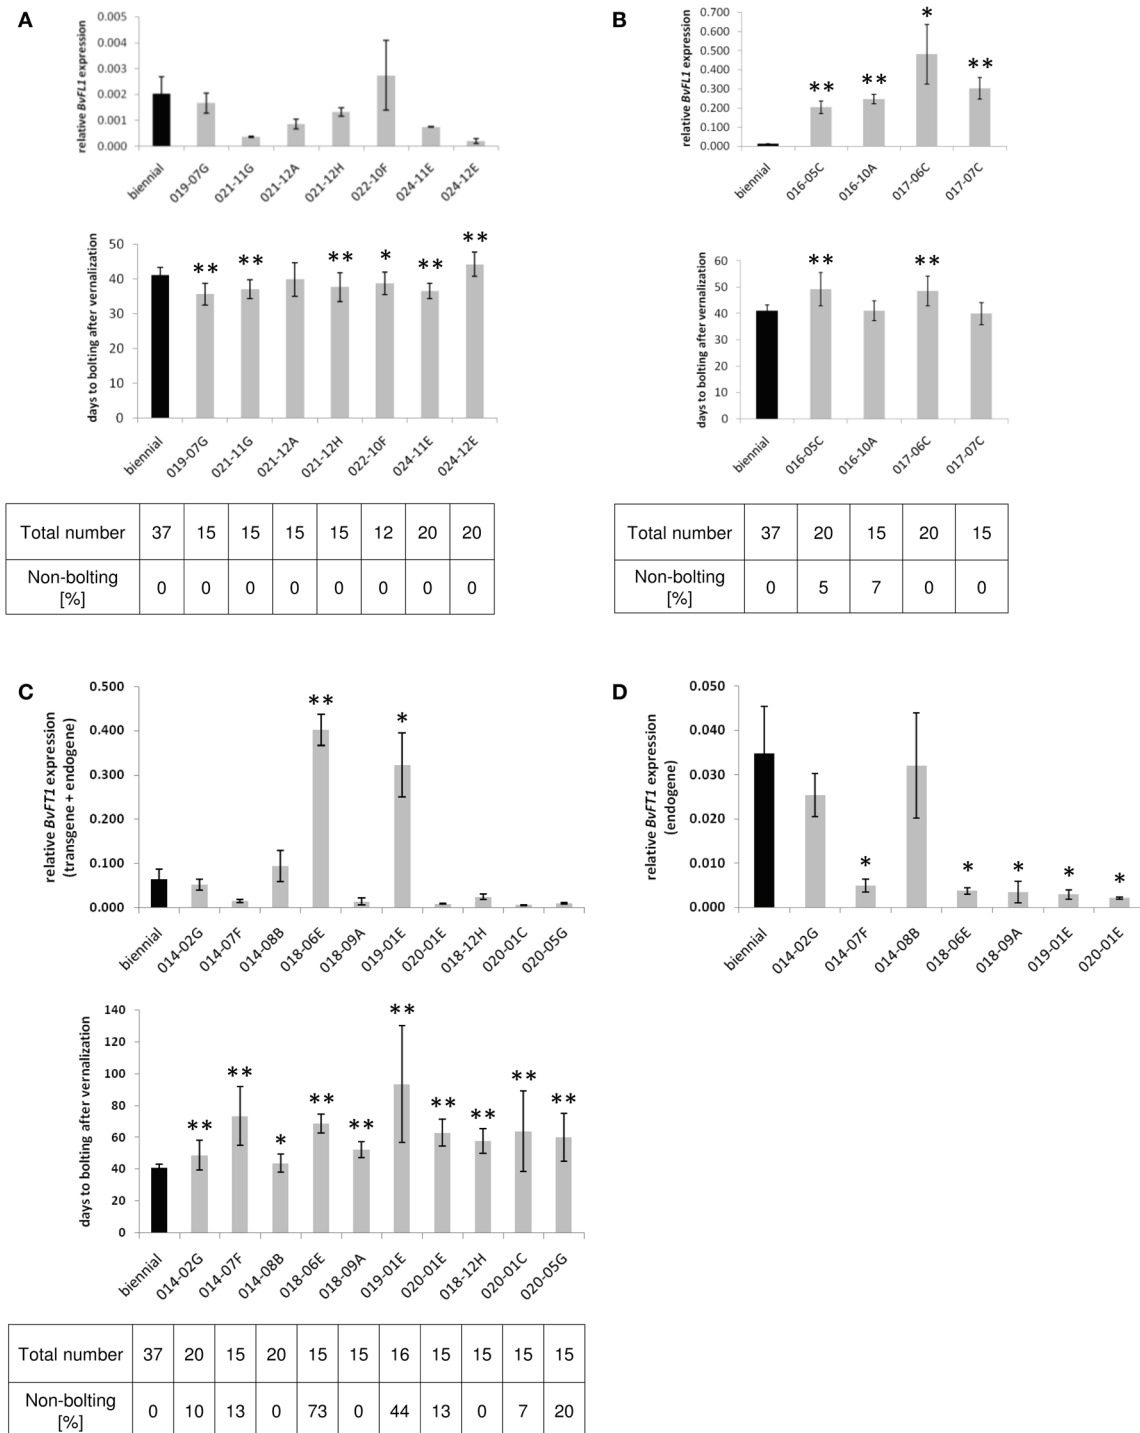 A
relative BvFL1 expression
0.005
0.004
0.003
0.002
0.001
0.000
biennial
019-07G
021-11G
021-12A
021-12H
022-10F
024-11E
024-12E
days to bolting after vernalization
50
40
30
20
10
0
** ** ** * ** **
biennial
019-07G
021-11G
021-12A
021-12H
022-10F
024-11E
024-12E
Total number 37 15 15 15 15 12 20 20
Non-bolting [%] 0 0 0 0 0 0 0 0
B
relative BvFL1 expression
0.700
0.600
0.500
0.400
0.300
0.200
0.100
0.000
** ** * **
biennial
016-05C
016-10A
017-06C
017-07C
days to bolting after vernalization
60
50
40
30
20
10
0
** **
biennial
016-05C
016-10A
017-06C
017-07C
Total number 37 20 15 20 15
Non-bolting [%] 0 5 7 0 0
C
relative BvFT1 expression
(transgene + endogene)
0.500
0.400
0.300
0.200
0.100
0.000
** *
biennial
014-02G
014-07F
014-08B
018-06E
018-09A
019-01E
020-01E
018-12H
020-01C
020-05G
days to bolting after vernalization
140
120
100
80
60
40
20
0
** ** * ** ** ** ** ** ** **
biennial
014-02G
014-07F
014-08B
018-06E
018-09A
019-01E
020-01E
018-12H
020-01C
020-05G
Total number 37 20 15 20 15 15 16 15 15 15 15
Non-bolting [%] 0 10 13 0 73 0 44 13 0 7 20
D
relative BvFT1 expression
(endogene)
0.050
0.040
0.030
0.020
0.010
0.000
* * * * *
biennial
014-02G
014-07F
014-08B
018-06E
018-09A
019-01E
020-01E